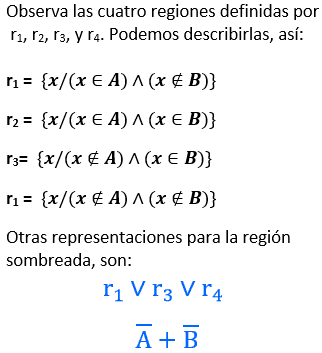 Observa las cuatro regiones definidas por
r₁, r₂, r₃, y r₄. Podemos describirlas, así:
r₁ = {x/(x ∈ A) ∧ (x ∉ B)}
r₂ = {x/(x ∈ A) ∧ (x ∈ B)}
r₃= {x/(x ∉ A) ∧ (x ∈ B)}
r₁ = {x/(x ∉ A) ∧ (x ∉ B)}
Otras representaciones para la región
sombreada, son:
r₁ V r₃ V r₄
A̅ + B̅